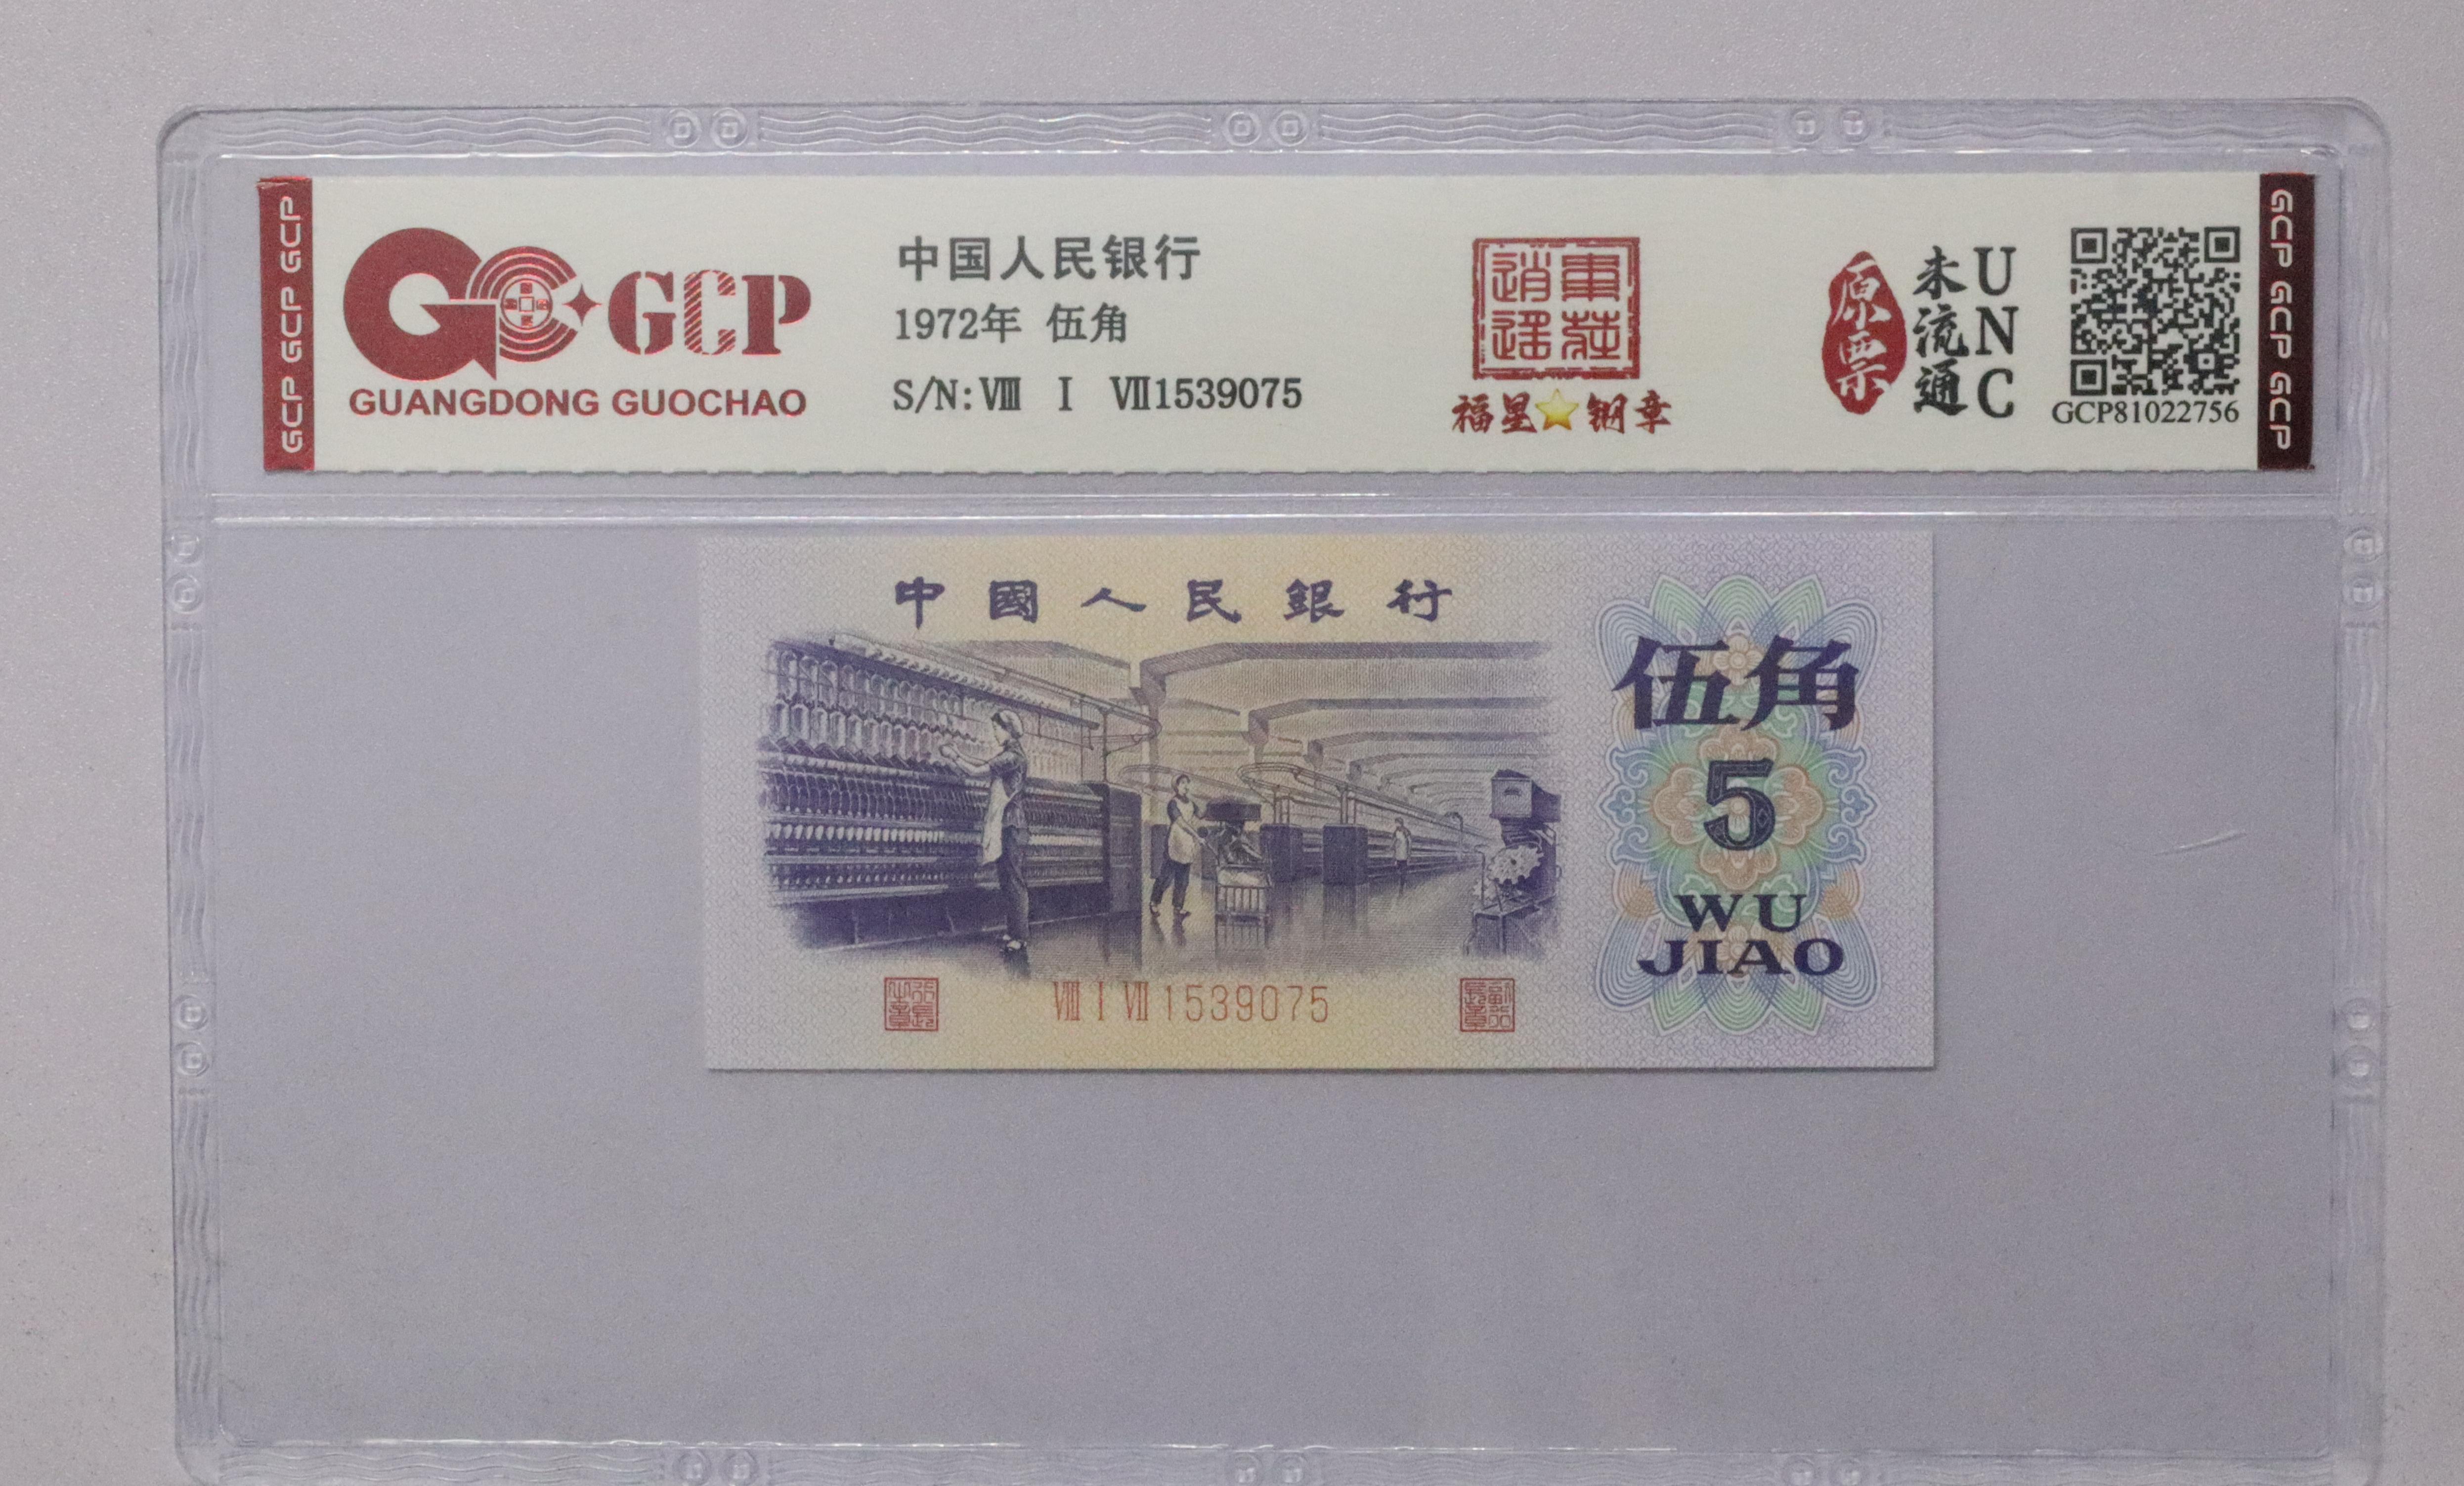 GCP GCP GCP
GCP
GUANGDONG GUOCHAO
中国人民银行
1972年 伍角
S/N:Ⅷ Ⅰ Ⅶ1539075
福星⭐钢章
原票
未流通
UNC
GCP81022756
GCP GCP GCP
中國人民銀行
伍角
5
WU
JIAO
Ⅷ Ⅰ Ⅶ 1539075